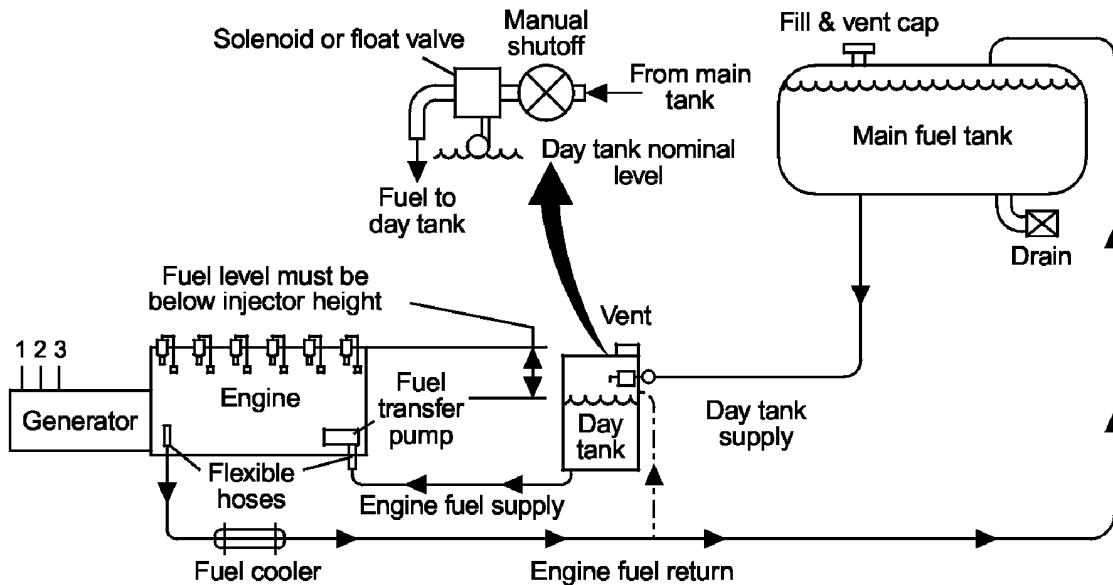 Solenoid or float valve
Manual
shutoff
Fill & vent cap
From main
tank
Main fuel tank
Day tank nominal
level
Fuel to
day tank
Drain
Fuel level must be
below injector height
Vent
1 2 3
Generator
Engine
Fuel
transfer
pump
Day
tank
Day tank
supply
Flexible
hoses
Engine fuel supply
Fuel cooler
Engine fuel return